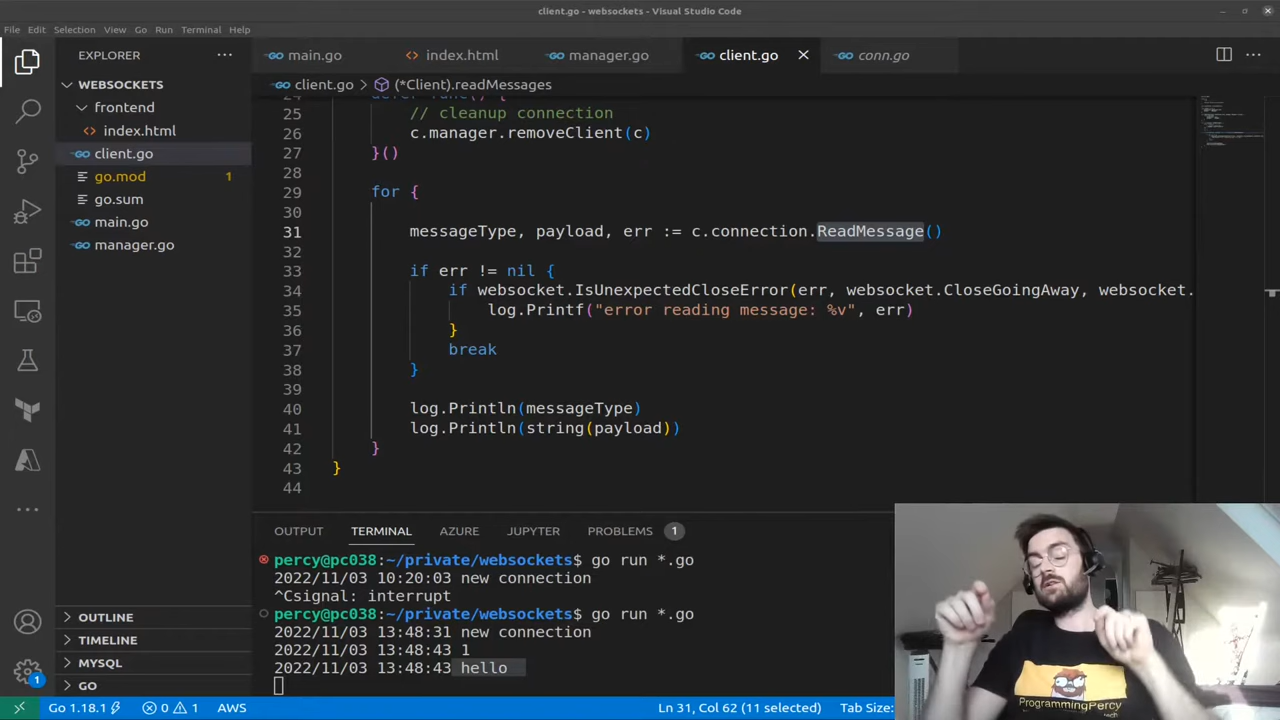 client.go - websockets - Visual Studio Code
File Edit Selection View Go Run Terminal Help
EXPLORER
main.go
index.html
manager.go
client.go
conn.go
WEBSOCKETS
frontend
index.html
client.go
go.mod 1
go.sum
main.go
manager.go
OUTLINE
TIMELINE
MYSQL
GO
client.go > (*Client).readMessages
24 defer func() {
25 // cleanup connection
26 c.manager.removeClient(c)
27 }()
28
29 for {
30
31 messageType, payload, err := c.connection.ReadMessage()
32
33 if err != nil {
34 if websocket.IsUnexpectedCloseError(err, websocket.CloseGoingAway, websocket.
35 log.Printf("error reading message: %v", err)
36 }
37 break
38 }
39
40 log.Println(messageType)
41 log.Println(string(payload))
42 }
43 }
44
OUTPUT TERMINAL AZURE JUPYTER PROBLEMS 1
percy@pc038:~/private/websockets$ go run *.go
2022/11/03 10:20:03 new connection
^Csignal: interrupt
percy@pc038:~/private/websockets$ go run *.go
2022/11/03 13:48:31 new connection
2022/11/03 13:48:43 1
2022/11/03 13:48:43 hello
ProgrammingPercy
tech
1
Go 1.18.1 0 1 AWS
Ln 31, Col 62 (11 selected) Tab Size: